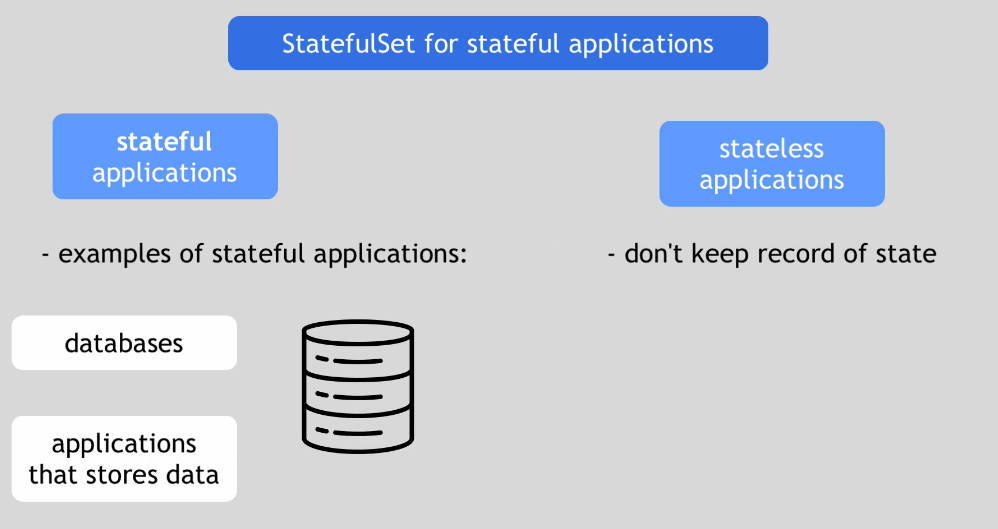 StatefulSet for stateful applications
stateful
applications
stateless
applications
- examples of stateful applications:
- don't keep record of state
databases
applications
that stores data